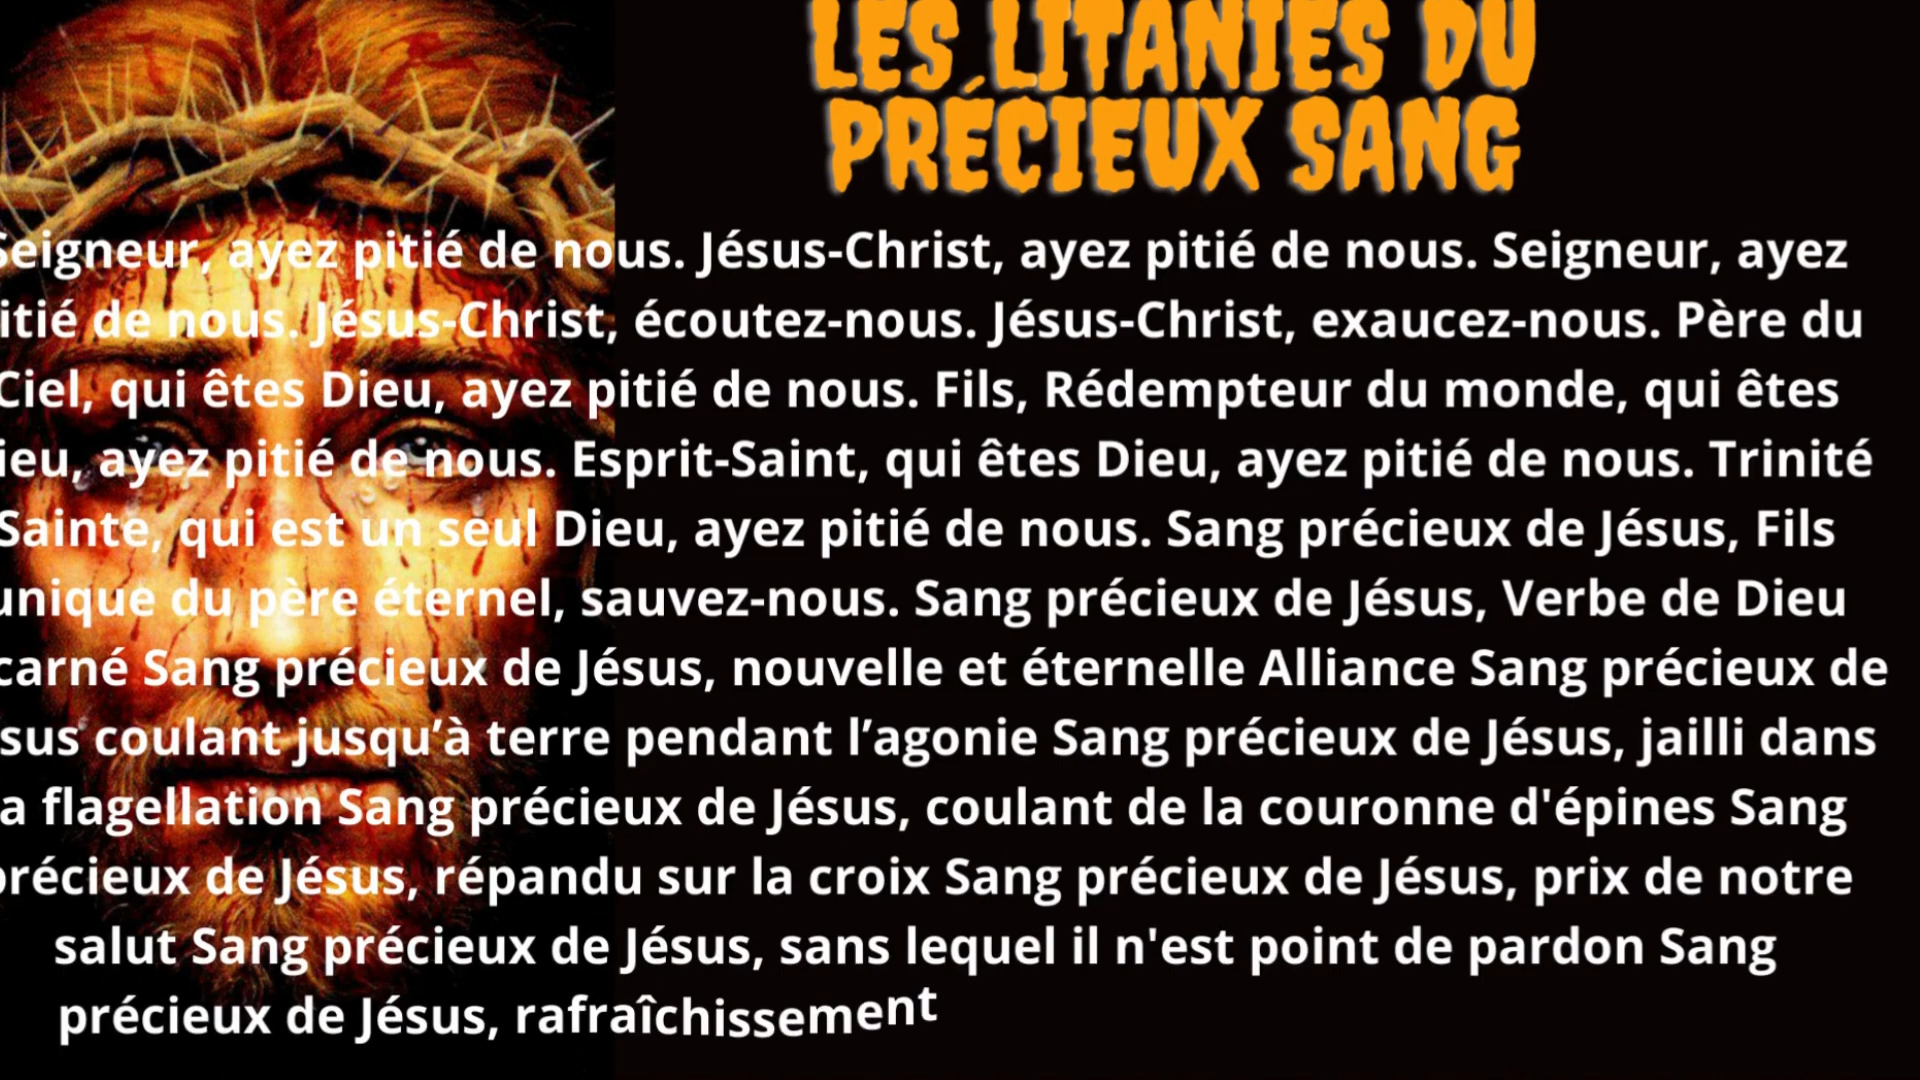 LES LITANIES DU
PRÉCIEUX SANG
Seigneur, ayez pitié de nous. Jésus-Christ, ayez pitié de nous. Seigneur, ayez
itié de nous. Jésus-Christ, écoutez-nous. Jésus-Christ, exaucez-nous. Père du
Ciel, qui êtes Dieu, ayez pitié de nous. Fils, Rédempteur du monde, qui êtes
ieu, ayez pitié de nous. Esprit-Saint, qui êtes Dieu, ayez pitié de nous. Trinité
Sainte, qui est un seul Dieu, ayez pitié de nous. Sang précieux de Jésus, Fils
unique du père éternel, sauvez-nous. Sang précieux de Jésus, Verbe de Dieu
carné Sang précieux de Jésus, nouvelle et éternelle Alliance Sang précieux de
sus coulant jusqu’à terre pendant l’agonie Sang précieux de Jésus, jailli dans
a flagellation Sang précieux de Jésus, coulant de la couronne d'épines Sang
précieux de Jésus, répandu sur la croix Sang précieux de Jésus, prix de notre
salut Sang précieux de Jésus, sans lequel il n'est point de pardon Sang
précieux de Jésus, rafraîchissement